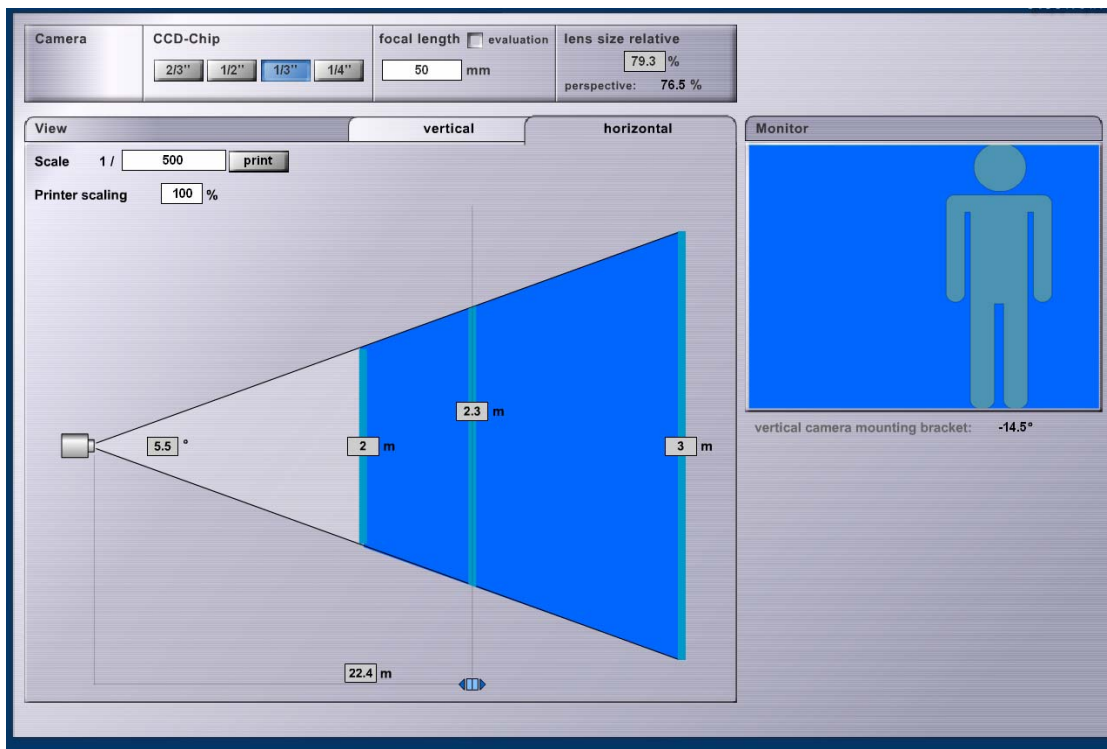 Camera
CCD-Chip
2/3" 1/2" 1/3" 1/4"
focal length evaluation
50 mm
lens size relative
79.3 %
perspective: 76.5 %
View vertical horizontal
Scale 1 / 500 print
Printer scaling 100 %
2.3 m
5.5 °
2 m
3 m
22.4 m
Monitor
vertical camera mounting bracket: -14.5°